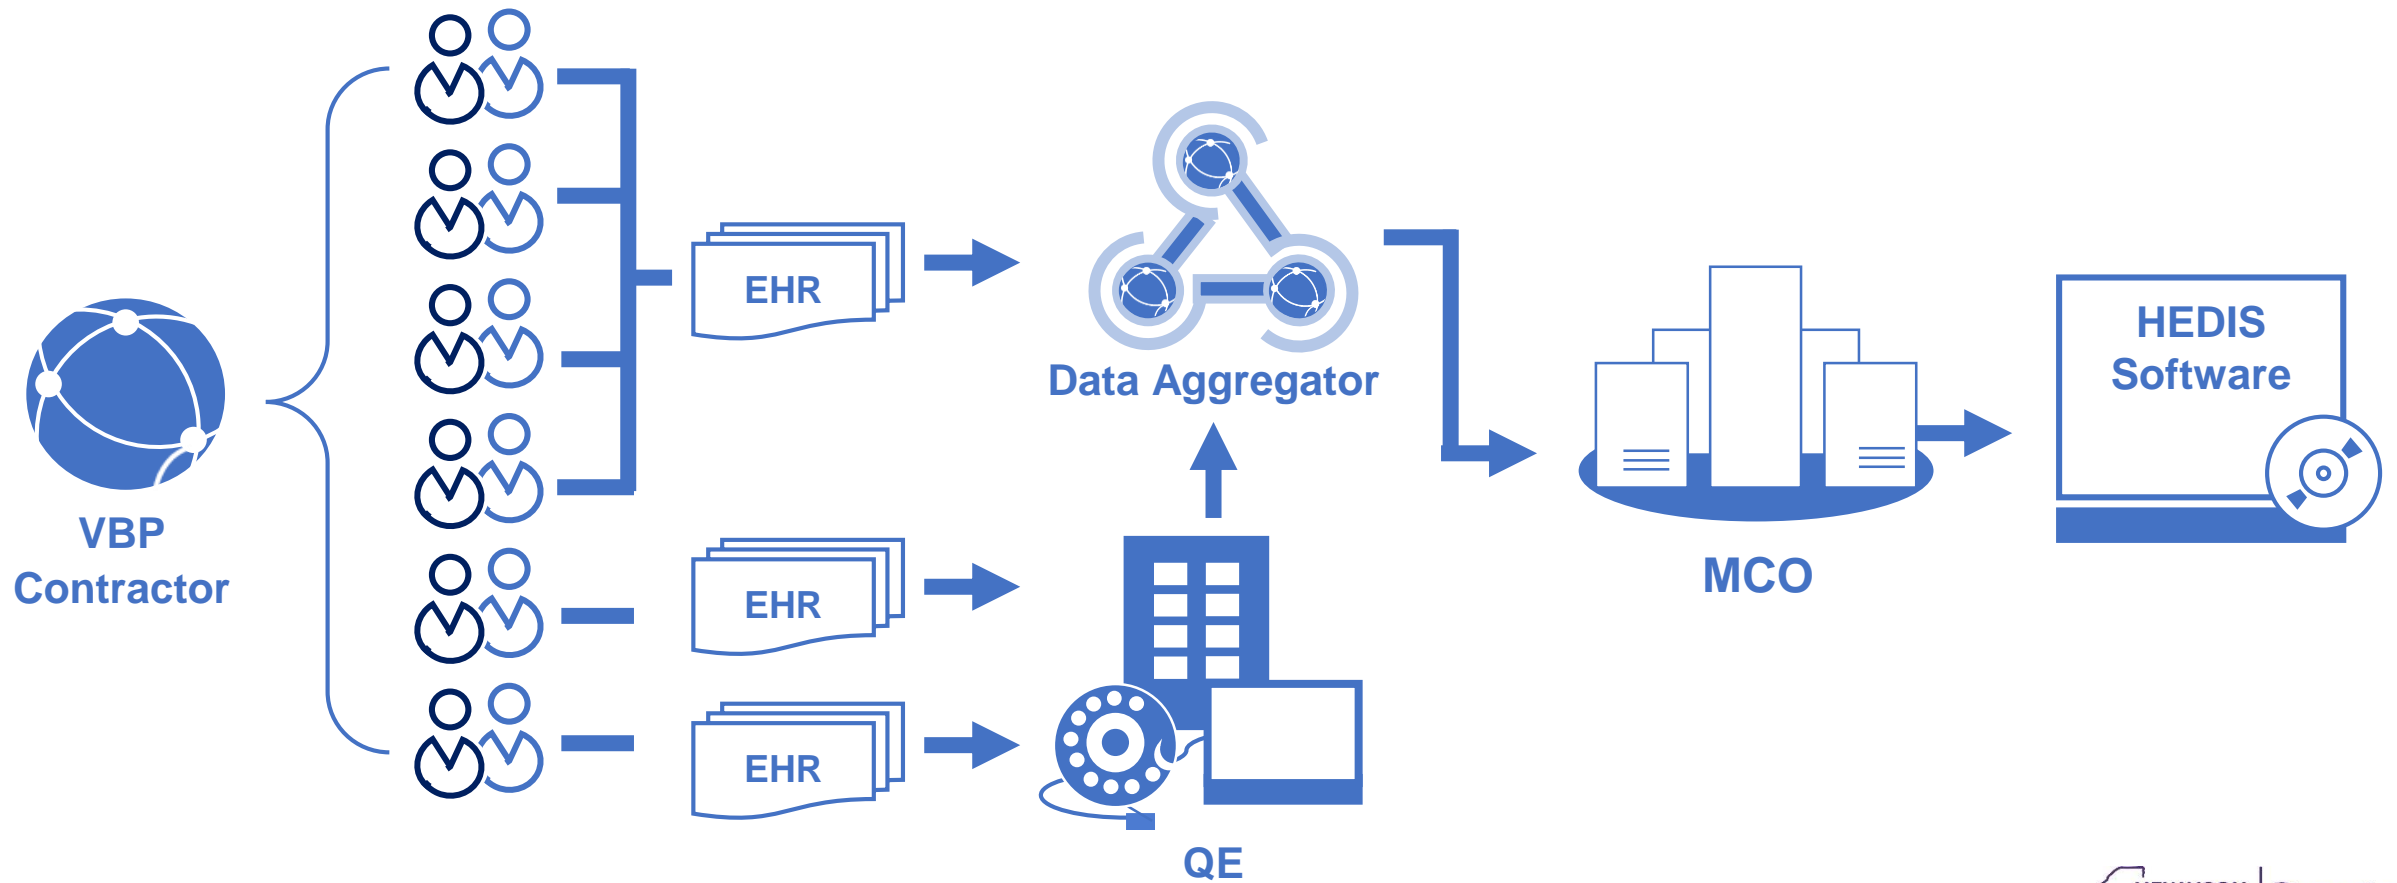 VBP
Contractor
EHR
EHR
EHR
Data Aggregator
QE
MCO
HEDIS
Software